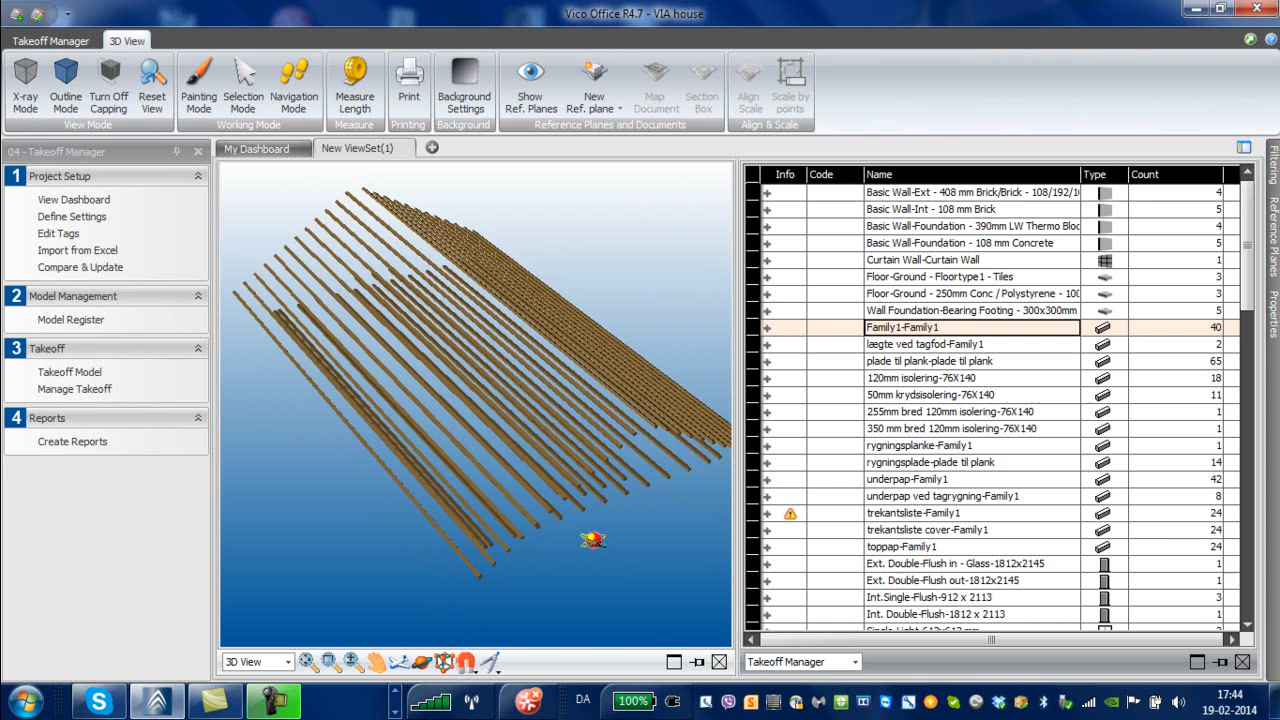 Vico Office R4.7 - VIA house
Takeoff Manager
3D View
X-ray Mode
Outline Mode
Turn Off Capping
Reset View
View Mode
Painting Mode
Selection Mode
Navigation Mode
Working Mode
Measure Length
Measure
Print
Printing
Background Settings
Background
Show Ref. Planes
New Ref. plane
Map Document
Section Box
Reference Planes and Documents
Align Scale
Scale by points
Align & Scale
04 - Takeoff Manager
1 Project Setup
View Dashboard
Define Settings
Edit Tags
Import from Excel
Compare & Update
2 Model Management
Model Register
3 Takeoff
Takeoff Model
Manage Takeoff
4 Reports
Create Reports
My Dashboard
New ViewSet(1)
Info Code Name Type Count
Basic Wall-Ext - 408 mm Brick/Brick - 108/192/1 4
Basic Wall-Int - 108 mm Brick 5
Basic Wall-Foundation - 390mm LW Thermo Bloc 4
Basic Wall-Foundation - 108 mm Concrete 5
Curtain Wall-Curtain Wall 1
Floor-Ground - Floortype1 - Tiles 3
Floor-Ground - 250mm Conc / Polystyrene - 100 3
Wall Foundation-Bearing Footing - 300x300mm 5
Family1-Family1 40
lægte ved tagfod-Family1 2
plade til plank-plade til plank 65
120mm isolering-76X140 18
50mm krydsisolering-76X140 11
255mm bred 120mm isolering-76X140 1
350 mm bred 120mm isolering-76X140 1
rygningsplanke-Family1 1
rygningsplade-plade til plank 14
underpap-Family1 42
underpap ved tagrygning-Family1 8
trekantsliste-Family1 24
trekantsliste cover-Family1 24
toppap-Family1 24
Ext. Double-Flush in - Glass-1812x2145 1
Ext. Double-Flush out-1812x2145 1
Int.Single-Flush-912 x 2113 3
Int. Double-Flush-1812 x 2113 1
Filtering
Reference Planes
Properties
3D View
Takeoff Manager
DA
100%
17:44
19-02-2014